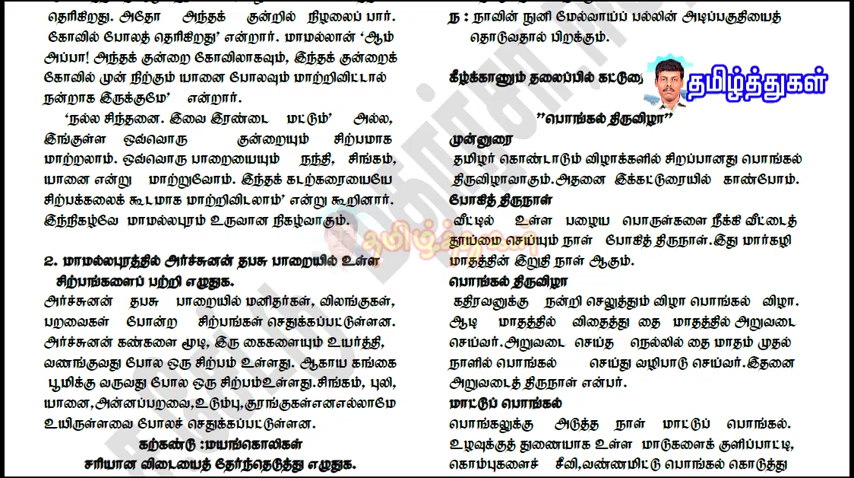 தெரிகிறது. அதோ அந்தக் குன்றின் நிழலைப் பார்.
கோவில் போலத் தெரிகிறது' என்றார். மாமல்லன் 'ஆம்
அப்பா! அந்தக் குன்றை கோவிலாகவும், இந்தக் குன்றைக்
கோவில் முன் நிற்கும் யானை போலவும் மாற்றிவிட்டால்
நன்றாக இருக்குமே' என்றார்.
'நல்ல சிந்தனை. இவை இரண்டை மட்டும்' அல்ல,
இங்குள்ள ஒவ்வொரு குன்றையும் சிற்பமாக
மாற்றலாம். ஒவ்வொரு பாறையையும் நந்தி, சிங்கம்,
யானை என்று மாற்றுவோம். இந்தக் கடற்கரையையே
சிற்பக்கலைக் கூடமாக மாற்றிவிடலாம்' என்று கூறினார்.
இந்நிகழ்வே மாமல்லபுரம் உருவான நிகழ்வாகும்.
2. மாமல்லபுரத்தில் அர்ச்சுனன் தபசு பாறையில் உள்ள
சிற்பங்களைப் பற்றி எழுதுக.
அர்ச்சுனன் தபசு பாறையில் மனிதர்கள், விலங்குகள்,
பறவைகள் போன்ற சிற்பங்கள் செதுக்கப்பட்டுள்ளன.
அர்ச்சுனன் கண்களை மூடி, இரு கைகளையும் உயர்த்தி,
வணங்குவது போல ஒரு சிற்பம் உள்ளது. ஆகாய கங்கை
பூமிக்கு வருவது போல ஒரு சிற்பம்உள்ளது.சிங்கம், புலி,
யானை,அன்னப்பறவை,உடும்பு,குரங்குகள்எனஎல்லாமே
உயிருள்ளவை போலச் செதுக்கப்பட்டுள்ளன.
கற்கண்டு :மயங்கொலிகள்
சரியான விடையைத் தேர்ந்தெடுத்து எழுதுக.
ந : நாவின் நுனி மேல்வாய்ப் பல்லின் அடிப்பகுதியைத்
தொடுவதால் பிறக்கும்.
கீழ்க்காணும் தலைப்பில் கட்டுரை
தமிழ்த்துகள்
"பொங்கல் திருவிழா"
முன்னுரை
தமிழர் கொண்டாடும் விழாக்களில் சிறப்பானது பொங்கல்
திருவிழாவாகும்.அதனை இக்கட்டுரையில் காண்போம்.
போகித் திருநாள்
வீட்டில் உள்ள பழைய பொருள்களை நீக்கி வீட்டைத்
தூய்மை செய்யும் நாள் போகித் திருநாள்.இது மார்கழி
மாதத்தின் இறுதி நாள் ஆகும்.
பொங்கல் திருவிழா
கதிரவனுக்கு நன்றி செலுத்தும் விழா பொங்கல் விழா.
ஆடி மாதத்தில் விதைத்து தை மாதத்தில் அறுவடை
செய்வர்.அறுவடை செய்த நெல்லில் தை மாதம் முதல்
நாளில் பொங்கல் செய்து வழிபாடு செய்வர்.இதனை
அறுவடைத் திருநாள் என்பர்.
மாட்டுப் பொங்கல்
பொங்கலுக்கு அடுத்த நாள் மாட்டுப் பொங்கல்.
உழவுக்குத் துணையாக உள்ள மாடுகளைக் குளிப்பாட்டி,
கொம்புகளைச் சீவி,வண்ணமிட்டு பொங்கல் கொடுத்து
தமிழ்த்துகள்